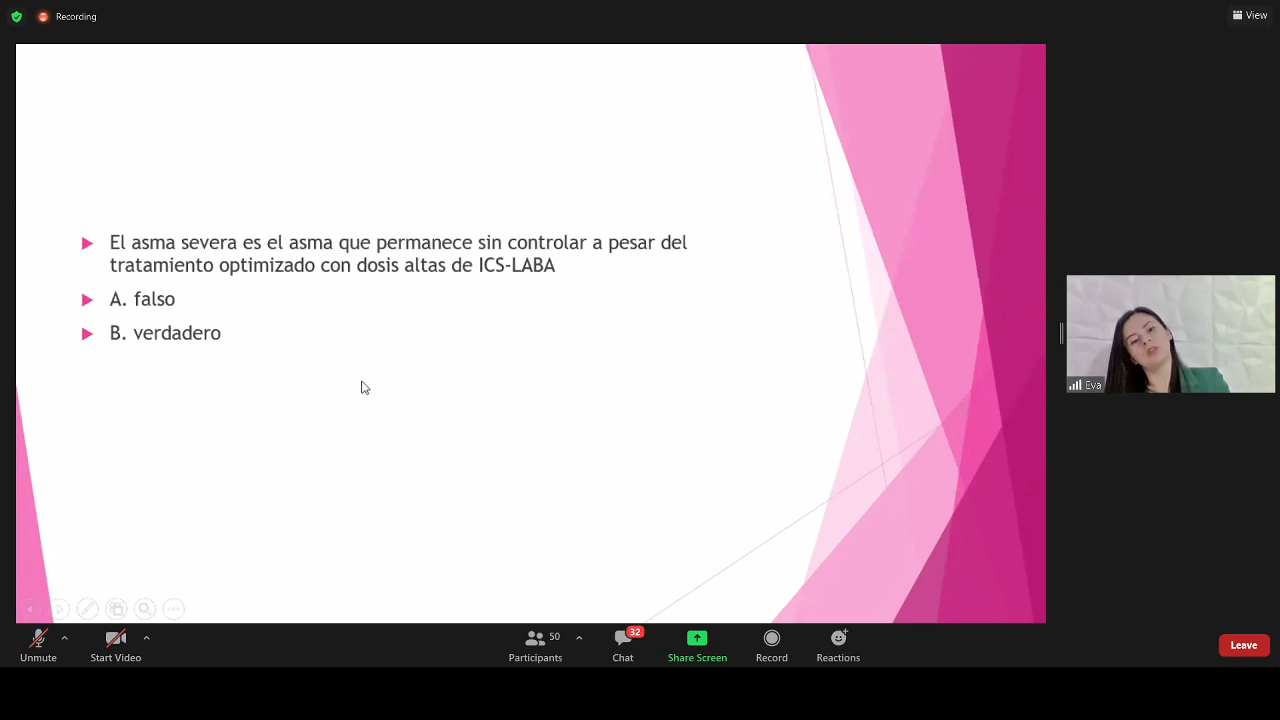 Recording
View
El asma severa es el asma que permanece sin controlar a pesar del
tratamiento optimizado con dosis altas de ICS-LABA
A. falso
B. verdadero
Eva
Unmute
Start Video
50
Participants
32
Chat
Share Screen
Record
Reactions
Leave